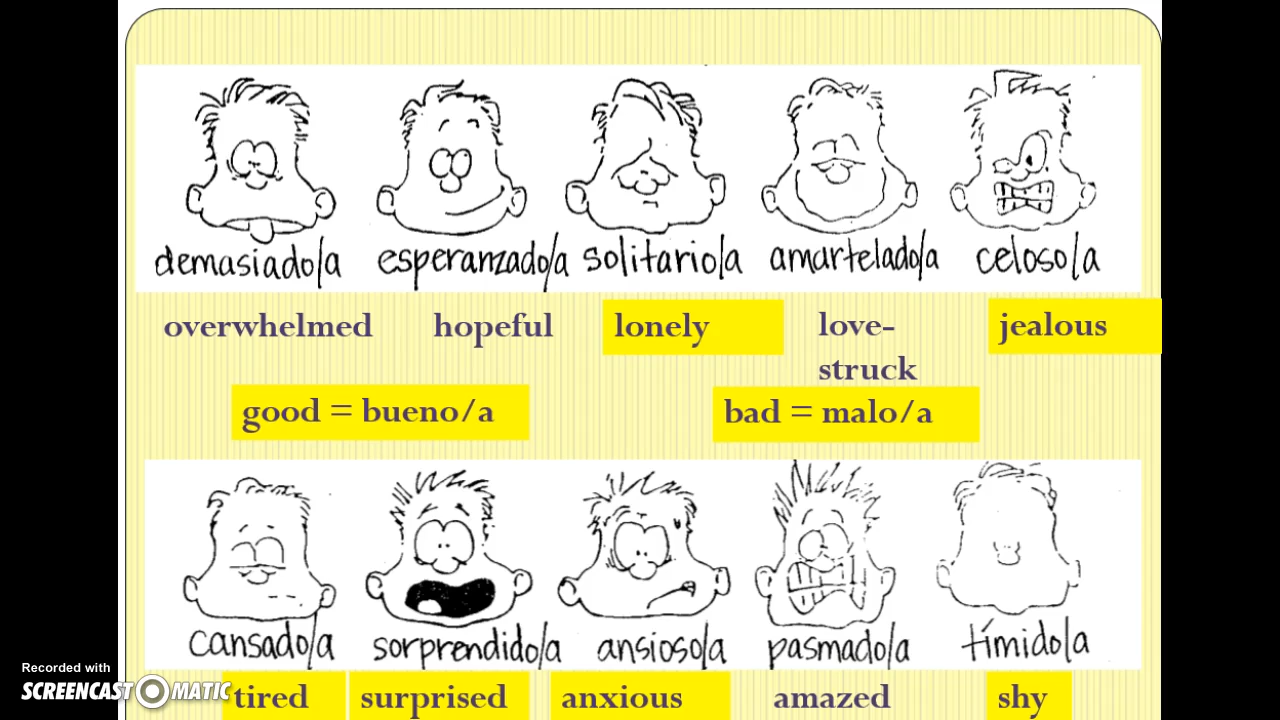 demasiado/a esperanzado/a solitario/a amartelado/a celoso/a
overwhelmed hopeful lonely love- jealous
struck
good = bueno/a bad = malo/a
cansado/a sorprendido/a ansioso/a pasmado/a tímido/a
Recorded with
SCREENCAST MATIC
tired surprised anxious amazed shy